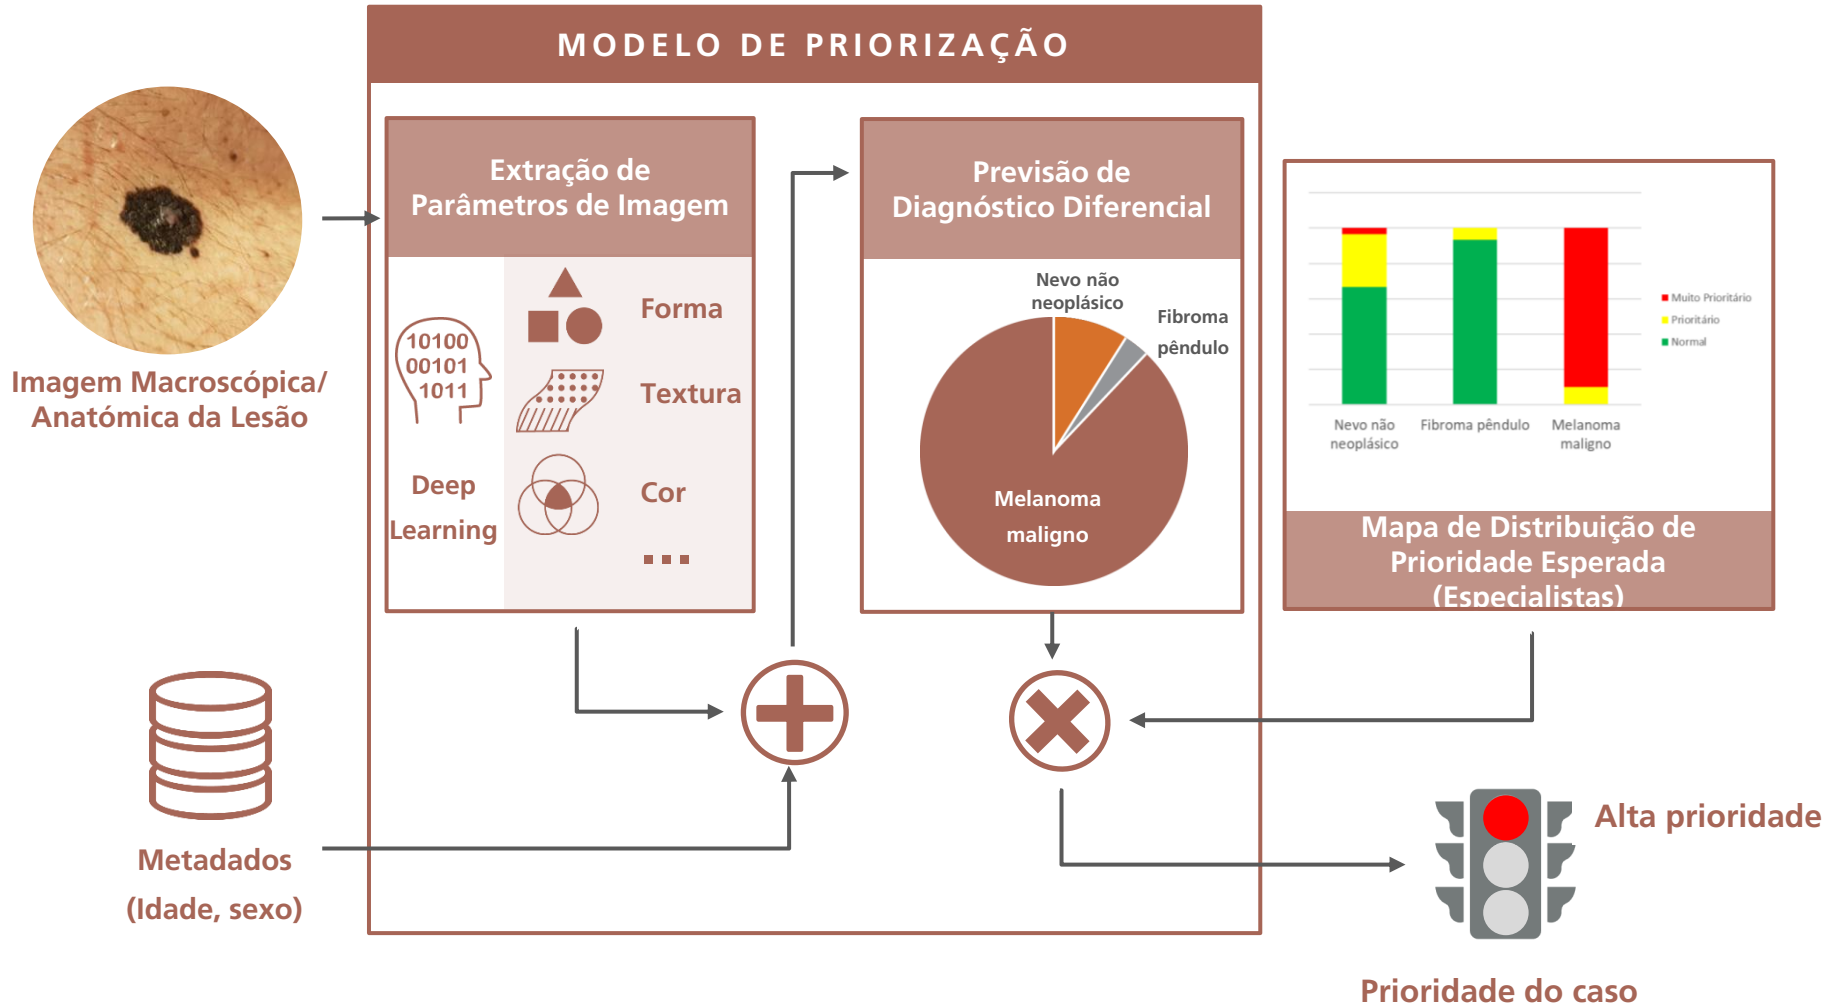 MODELO DE PRIORIZAÇÃO
Imagem Macroscópica/
Anatómica da Lesão
Extração de
Parâmetros de Imagem
10100
00101
1011
Deep
Learning
Forma
Textura
Cor
...
Previsão de
Diagnóstico Diferencial
Nevo não
neoplásico
Fibroma
pêndulo
Melanoma
maligno
Muito Prioritário
Prioritário
Normal
Nevo não
neoplásico
Fibroma pêndulo
Melanoma
maligno
Mapa de Distribuição de
Prioridade Esperada
(Especialistas)
Metadados
(Idade, sexo)
Alta prioridade
Prioridade do caso